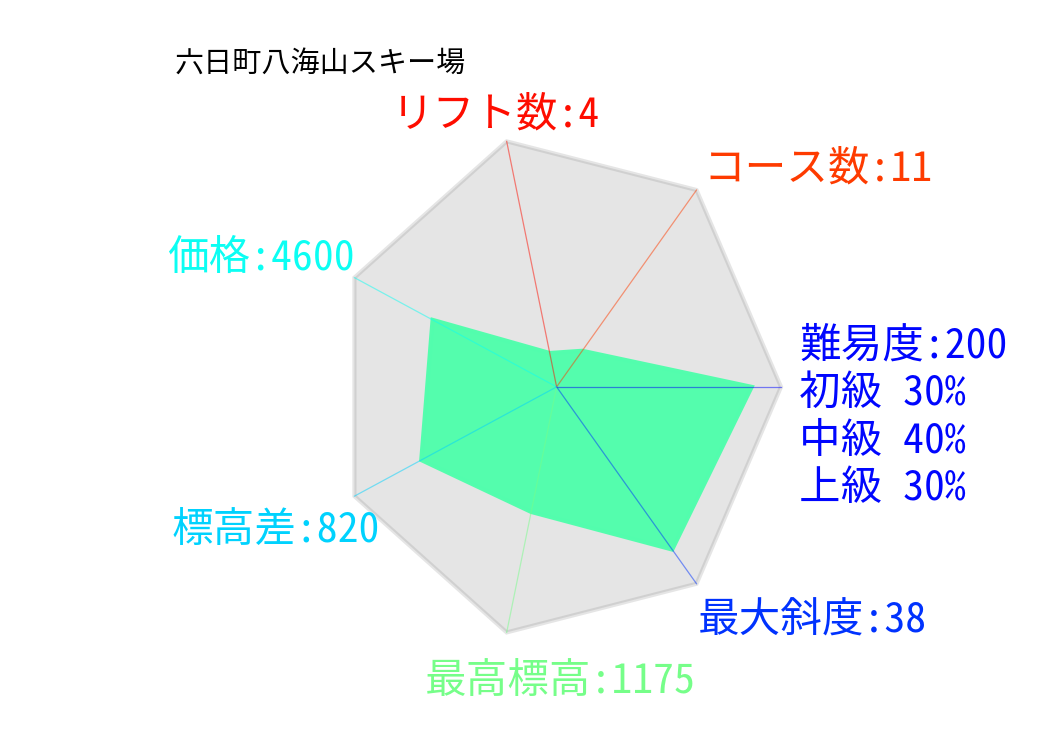 六日町八海山スキー場
リフト数:4
コース数:11
価格:4600
難易度:200
初級 30%
中級 40%
上級 30%
標高差:820
最大斜度:38
最高標高:1175